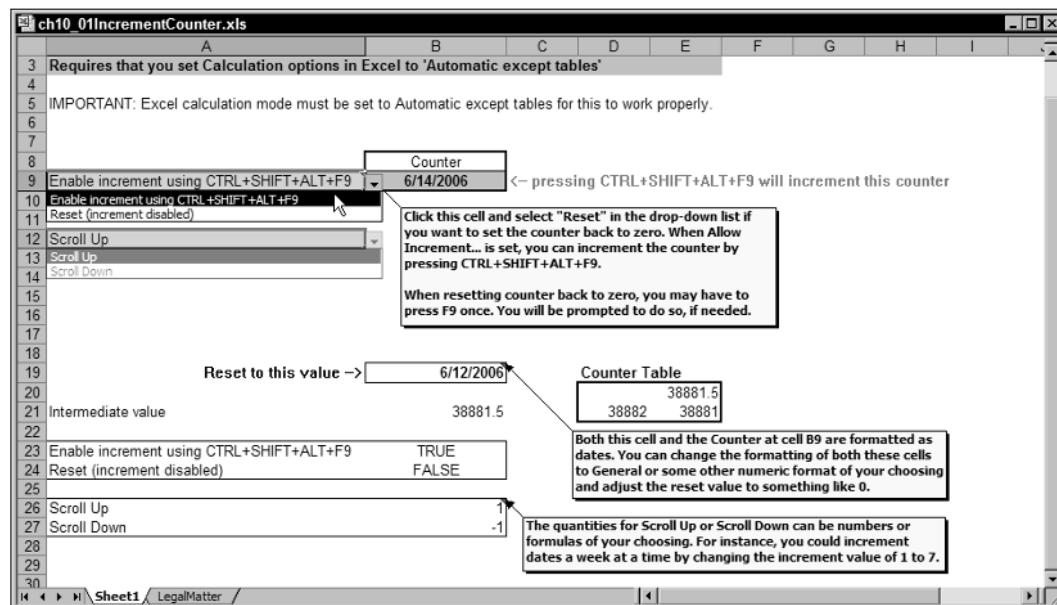 ch10_01IncrementCounter.xls
A B C D E F G H I
3 Requires that you set Calculation options in Excel to 'Automatic except tables'
4
5 IMPORTANT: Excel calculation mode must be set to Automatic except tables for this to work properly.
6
7
8 Counter
9 Enable increment using CTRL+SHIFT+ALT+F9 6/14/2006 <– pressing CTRL+SHIFT+ALT+F9 will increment this counter
10 Enable increment using CTRL+SHIFT+ALT+F9
11 Reset (increment disabled)
Click this cell and select "Reset" in the drop-down list if
you want to set the counter back to zero. When Allow
Increment... is set, you can increment the counter by
pressing CTRL+SHIFT+ALT+F9.
When resetting counter back to zero, you may have to
press F9 once. You will be prompted to do so, if needed.
12 Scroll Up
13 Scroll Up
14 Scroll Down
15
16
17
18
19 Reset to this value –> 6/12/2006 Counter Table
20 38881.5
21 Intermediate value 38881.5 38882 38881
22
Both this cell and the Counter at cell B9 are formatted as
dates. You can change the formatting of both these cells
to General or some other numeric format of your choosing
and adjust the reset value to something like 0.
23 Enable increment using CTRL+SHIFT+ALT+F9 TRUE
24 Reset (increment disabled) FALSE
25
26 Scroll Up 1
27 Scroll Down -1
The quantities for Scroll Up or Scroll Down can be numbers or
formulas of your choosing. For instance, you could increment
dates a week at a time by changing the increment value of 1 to 7.
28
29
30
Sheet1 LegalMatter